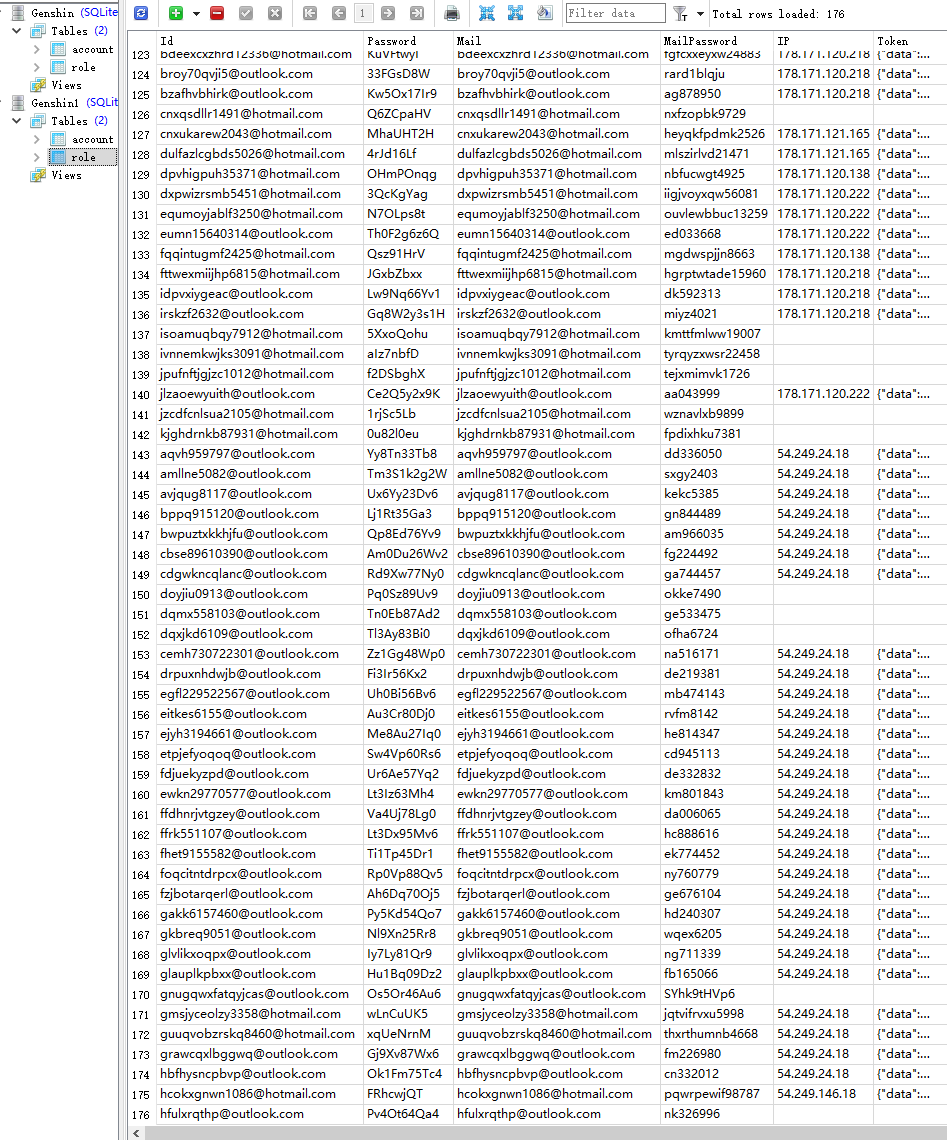 Genshin (SQLite
Tables (2)
account
role
Views
Genshin1 (SQLite
Tables (2)
account
role
Views
1 Filter data Total rows loaded: 176
Id Password Mail MailPassword IP Token
123 bdeexcxzhrd12336@hotmail.com KuVFtwyI bdeexcxzhrd12336@hotmail.com fgfcxxeyxw24883 178.171.120.218 {"data":...
124 broy70qvji5@outlook.com 33FGsD8W broy70qvji5@outlook.com rard1blqju 178.171.120.218 {"data":...
125 bzafhvbhirk@outlook.com Kw5Ox17Ir9 bzafhvbhirk@outlook.com ag878950 178.171.120.218 {"data":...
126 cnxqsdllr1491@hotmail.com Q6ZCpaHV cnxqsdllr1491@hotmail.com nxfzopbk9729
127 cnxukarew2043@hotmail.com MhaUHT2H cnxukarew2043@hotmail.com heyqkfpdmk2526 178.171.121.165 {"data":...
128 dulfazlcgbds5026@hotmail.com 4rJd16Lf dulfazlcgbds5026@hotmail.com mlszirlvd21471 178.171.121.165 {"data":...
129 dpvhigpuh35371@hotmail.com OHmPOnqg dpvhigpuh35371@hotmail.com nbfucwgt4925 178.171.120.138 {"data":...
130 dxpwizrsmb5451@hotmail.com 3QcKgYag dxpwizrsmb5451@hotmail.com iigjvoyxqw56081 178.171.120.222 {"data":...
131 equmoyjablf3250@hotmail.com N7OLps8t equmoyjablf3250@hotmail.com ouvlewbbuc13259 178.171.120.222 {"data":...
132 eumn15640314@outlook.com Th0F2g6z6Q eumn15640314@outlook.com ed033668 178.171.120.222 {"data":...
133 fqqintugmf2425@hotmail.com Qsz91HrV fqqintugmf2425@hotmail.com mgdwspjjn8663 178.171.120.138 {"data":...
134 fttwexmiijhp6815@hotmail.com JGxbZbxx fttwexmiijhp6815@hotmail.com hgrptwtade15960 178.171.120.218 {"data":...
135 idpvxiygeac@outlook.com Lw9Nq66Yv1 idpvxiygeac@outlook.com dk592313 178.171.120.218 {"data":...
136 irskzf2632@outlook.com Gq8W2y3s1H irskzf2632@outlook.com miyz4021 178.171.120.218 {"data":...
137 isoamuqbqy7912@hotmail.com 5XxoQohu isoamuqbqy7912@hotmail.com kmttfmlww19007
138 ivnnemkwjks3091@hotmail.com aIz7nbfD ivnnemkwjks3091@hotmail.com tyrqyzxwsr22458
139 jpufnftjgjzc1012@hotmail.com f2DSbghX jpufnftjgjzc1012@hotmail.com tejxmimvk1726
140 jlzaoewyuith@outlook.com Ce2Q5y2x9K jlzaoewyuith@outlook.com aa043999 178.171.120.222 {"data":...
141 jzcdfcnlsua2105@hotmail.com 1rjSc5Lb jzcdfcnlsua2105@hotmail.com wznavlxb9899
142 kjghdrnkb87931@hotmail.com 0u82l0eu kjghdrnkb87931@hotmail.com fpdixhku7381
143 aqvh959797@outlook.com Yy8Tn33Tb8 aqvh959797@outlook.com dd336050 54.249.24.18 {"data":...
144 amllne5082@outlook.com Tm3S1k2g2W amllne5082@outlook.com sxgy2403 54.249.24.18 {"data":...
145 avjqug8117@outlook.com Ux6Yy23Dv6 avjqug8117@outlook.com kekc5385 54.249.24.18 {"data":...
146 bppq915120@outlook.com Lj1Rt35Ga3 bppq915120@outlook.com gn844489 54.249.24.18 {"data":...
147 bwpuztxkkhjfu@outlook.com Qp8Ed76Yv9 bwpuztxkkhjfu@outlook.com am966035 54.249.24.18 {"data":...
148 cbse89610390@outlook.com Am0Du26Wv2 cbse89610390@outlook.com fg224492 54.249.24.18 {"data":...
149 cdgwkncqlanc@outlook.com Rd9Xw77Ny0 cdgwkncqlanc@outlook.com ga744457 54.249.24.18 {"data":...
150 doyjiu0913@outlook.com Pq0Sz89Uv9 doyjiu0913@outlook.com okke7490
151 dqmx558103@outlook.com Tn0Eb87Ad2 dqmx558103@outlook.com ge533475
152 dqxjkd6109@outlook.com Tl3Ay83Bi0 dqxjkd6109@outlook.com ofha6724
153 cemh730722301@outlook.com Zz1Gg48Wp0 cemh730722301@outlook.com na516171 54.249.24.18 {"data":...
154 drpuxnhdwjb@outlook.com Fi3Ir56Kx2 drpuxnhdwjb@outlook.com de219381 54.249.24.18 {"data":...
155 egfl229522567@outlook.com Uh0Bi56Bv6 egfl229522567@outlook.com mb474143 54.249.24.18 {"data":...
156 eitkes6155@outlook.com Au3Cr80Dj0 eitkes6155@outlook.com rvfm8142 54.249.24.18 {"data":...
157 ejyh3194661@outlook.com Me8Au27Iq0 ejyh3194661@outlook.com he814347 54.249.24.18 {"data":...
158 etpjefyoqoq@outlook.com Sw4Vp60Rs6 etpjefyoqoq@outlook.com cd945113 54.249.24.18 {"data":...
159 fdjuekyzpd@outlook.com Ur6Ae57Yq2 fdjuekyzpd@outlook.com de332832 54.249.24.18 {"data":...
160 ewkn29770577@outlook.com Lt3Iz63Mh4 ewkn29770577@outlook.com km801843 54.249.24.18 {"data":...
161 ffdhnrjvtgzey@outlook.com Va4Uj78Lg0 ffdhnrjvtgzey@outlook.com da006065 54.249.24.18 {"data":...
162 ffrk551107@outlook.com Lt3Dx95Mv6 ffrk551107@outlook.com hc888616 54.249.24.18 {"data":...
163 fhet9155582@outlook.com Ti1Tp45Dr1 fhet9155582@outlook.com ek774452 54.249.24.18 {"data":...
164 foqcitntdrpcx@outlook.com Rp0Vp88Qv5 foqcitntdrpcx@outlook.com ny760779 54.249.24.18 {"data":...
165 fzjbotarqerl@outlook.com Ah6Dq70Oj5 fzjbotarqerl@outlook.com ge676104 54.249.24.18 {"data":...
166 gakk6157460@outlook.com Py5Kd54Qo7 gakk6157460@outlook.com hd240307 54.249.24.18 {"data":...
167 gkbreq9051@outlook.com Nl9Xn25Rr8 gkbreq9051@outlook.com wqex6205 54.249.24.18 {"data":...
168 glvlikxoqpx@outlook.com Iy7Ly81Qr9 glvlikxoqpx@outlook.com ng711339 54.249.24.18 {"data":...
169 glauplkpbxx@outlook.com Hu1Bq09Dz2 glauplkpbxx@outlook.com fb165066 54.249.24.18 {"data":...
170 gnugqwxfatqyjcas@outlook.com Os5Or46Au6 gnugqwxfatqyjcas@outlook.com SYhk9tHVp6
171 gmsjyceolzy3358@hotmail.com wLnCuUK5 gmsjyceolzy3358@hotmail.com jqtvifrvxu5998 54.249.24.18 {"data":...
172 guuqvobzrskq8460@hotmail.com xqUeNrnM guuqvobzrskq8460@hotmail.com thxrthumnb4668 54.249.24.18 {"data":...
173 grawcqxlbggwq@outlook.com Gj9Xv87Wx6 grawcqxlbggwq@outlook.com fm226980 54.249.24.18 {"data":...
174 hbfhysncpbvp@outlook.com Ok1Fm75Tc4 hbfhysncpbvp@outlook.com cn332012 54.249.24.18 {"data":...
175 hcokxgnwn1086@hotmail.com FRhcwjQT hcokxgnwn1086@hotmail.com pqwrpewif98787 54.249.146.18 {"data":...
176 hfulxrqthp@outlook.com Pv4Ot64Qa4 hfulxrqthp@outlook.com nk326996